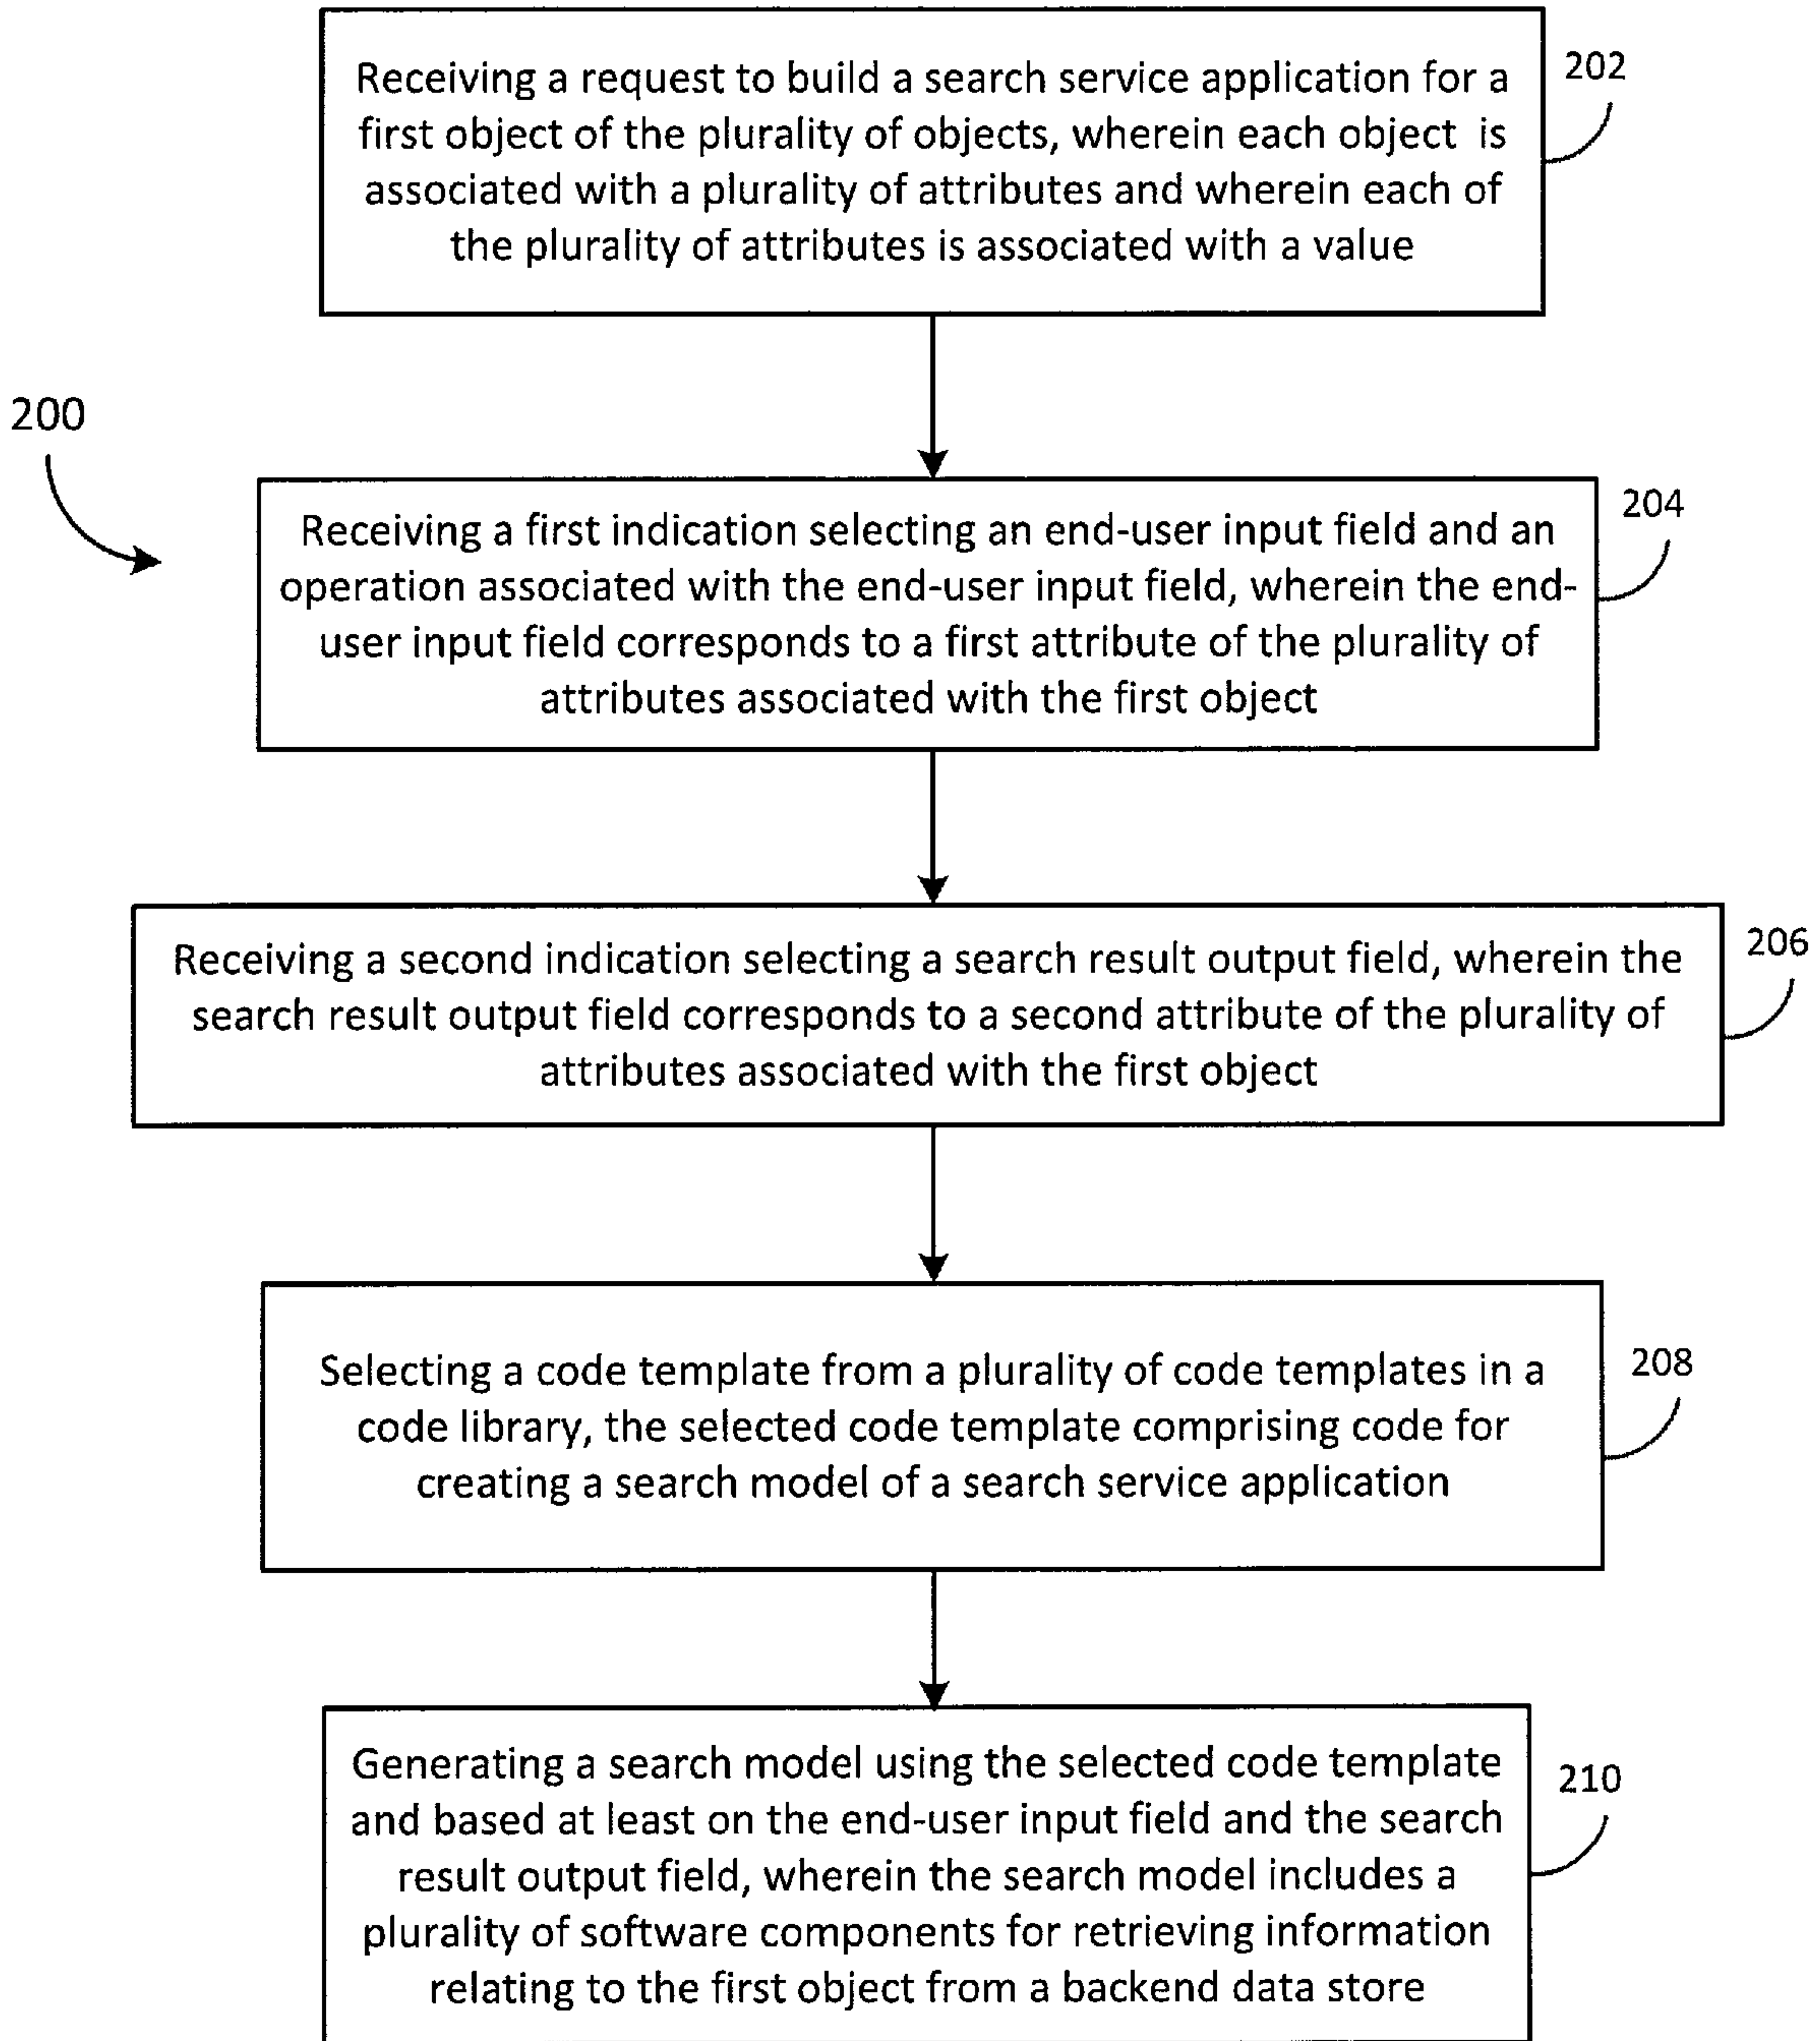 Receiving a request to build a search service application for a
first object of the plurality of objects, wherein each object is
associated with a plurality of attributes and wherein each of
the plurality of attributes is associated with a value
202
200
Receiving a first indication selecting an end-user input field and an
operation associated with the end-user input field, wherein the end-
user input field corresponds to a first attribute of the plurality of
attributes associated with the first object
204
Receiving a second indication selecting a search result output field, wherein the
search result output field corresponds to a second attribute of the plurality of
attributes associated with the first object
206
Selecting a code template from a plurality of code templates in a
code library, the selected code template comprising code for
creating a search model of a search service application
208
Generating a search model using the selected code template
and based at least on the end-user input field and the search
result output field, wherein the search model includes a
plurality of software components for retrieving information
relating to the first object from a backend data store
210